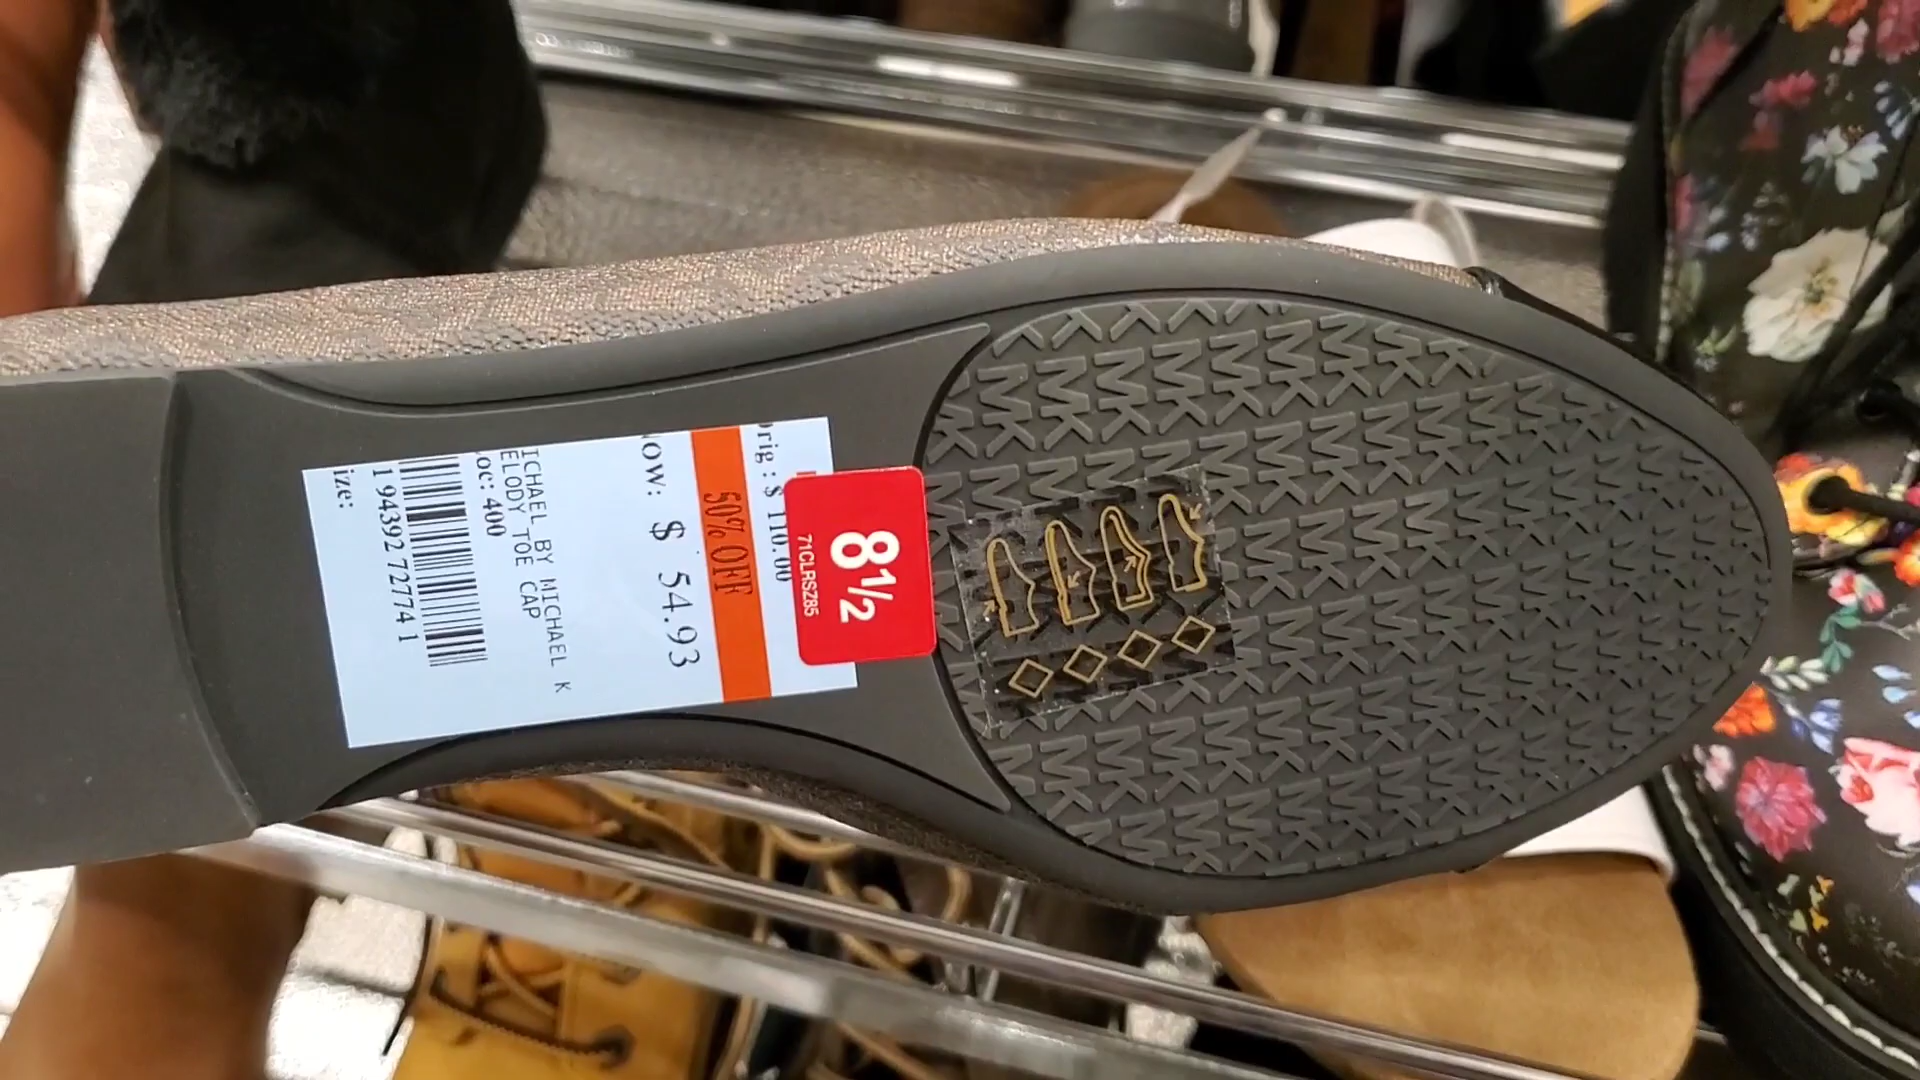 rig: $ 110.00
50% OFF
ow: $ 54.93
ICHAEL BY MICHAEL K
ELODY TOE CAP
oc: 400
1 94392 72774 1
ize:
8½
71CLRSZ85
MK